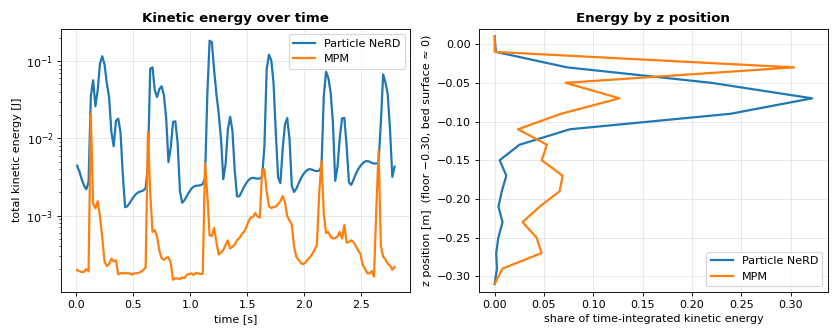 Kinetic energy over time
total kinetic energy [J]
10⁻¹
10⁻²
10⁻³
Particle NeRD
MPM
0.0 0.5 1.0 1.5 2.0 2.5
time [s]
Energy by z position
z position [m] (floor −0.30, bed surface ≈ 0)
0.00
−0.05
−0.10
−0.15
−0.20
−0.25
−0.30
Particle NeRD
MPM
0.00 0.05 0.10 0.15 0.20 0.25 0.30
share of time-integrated kinetic energy